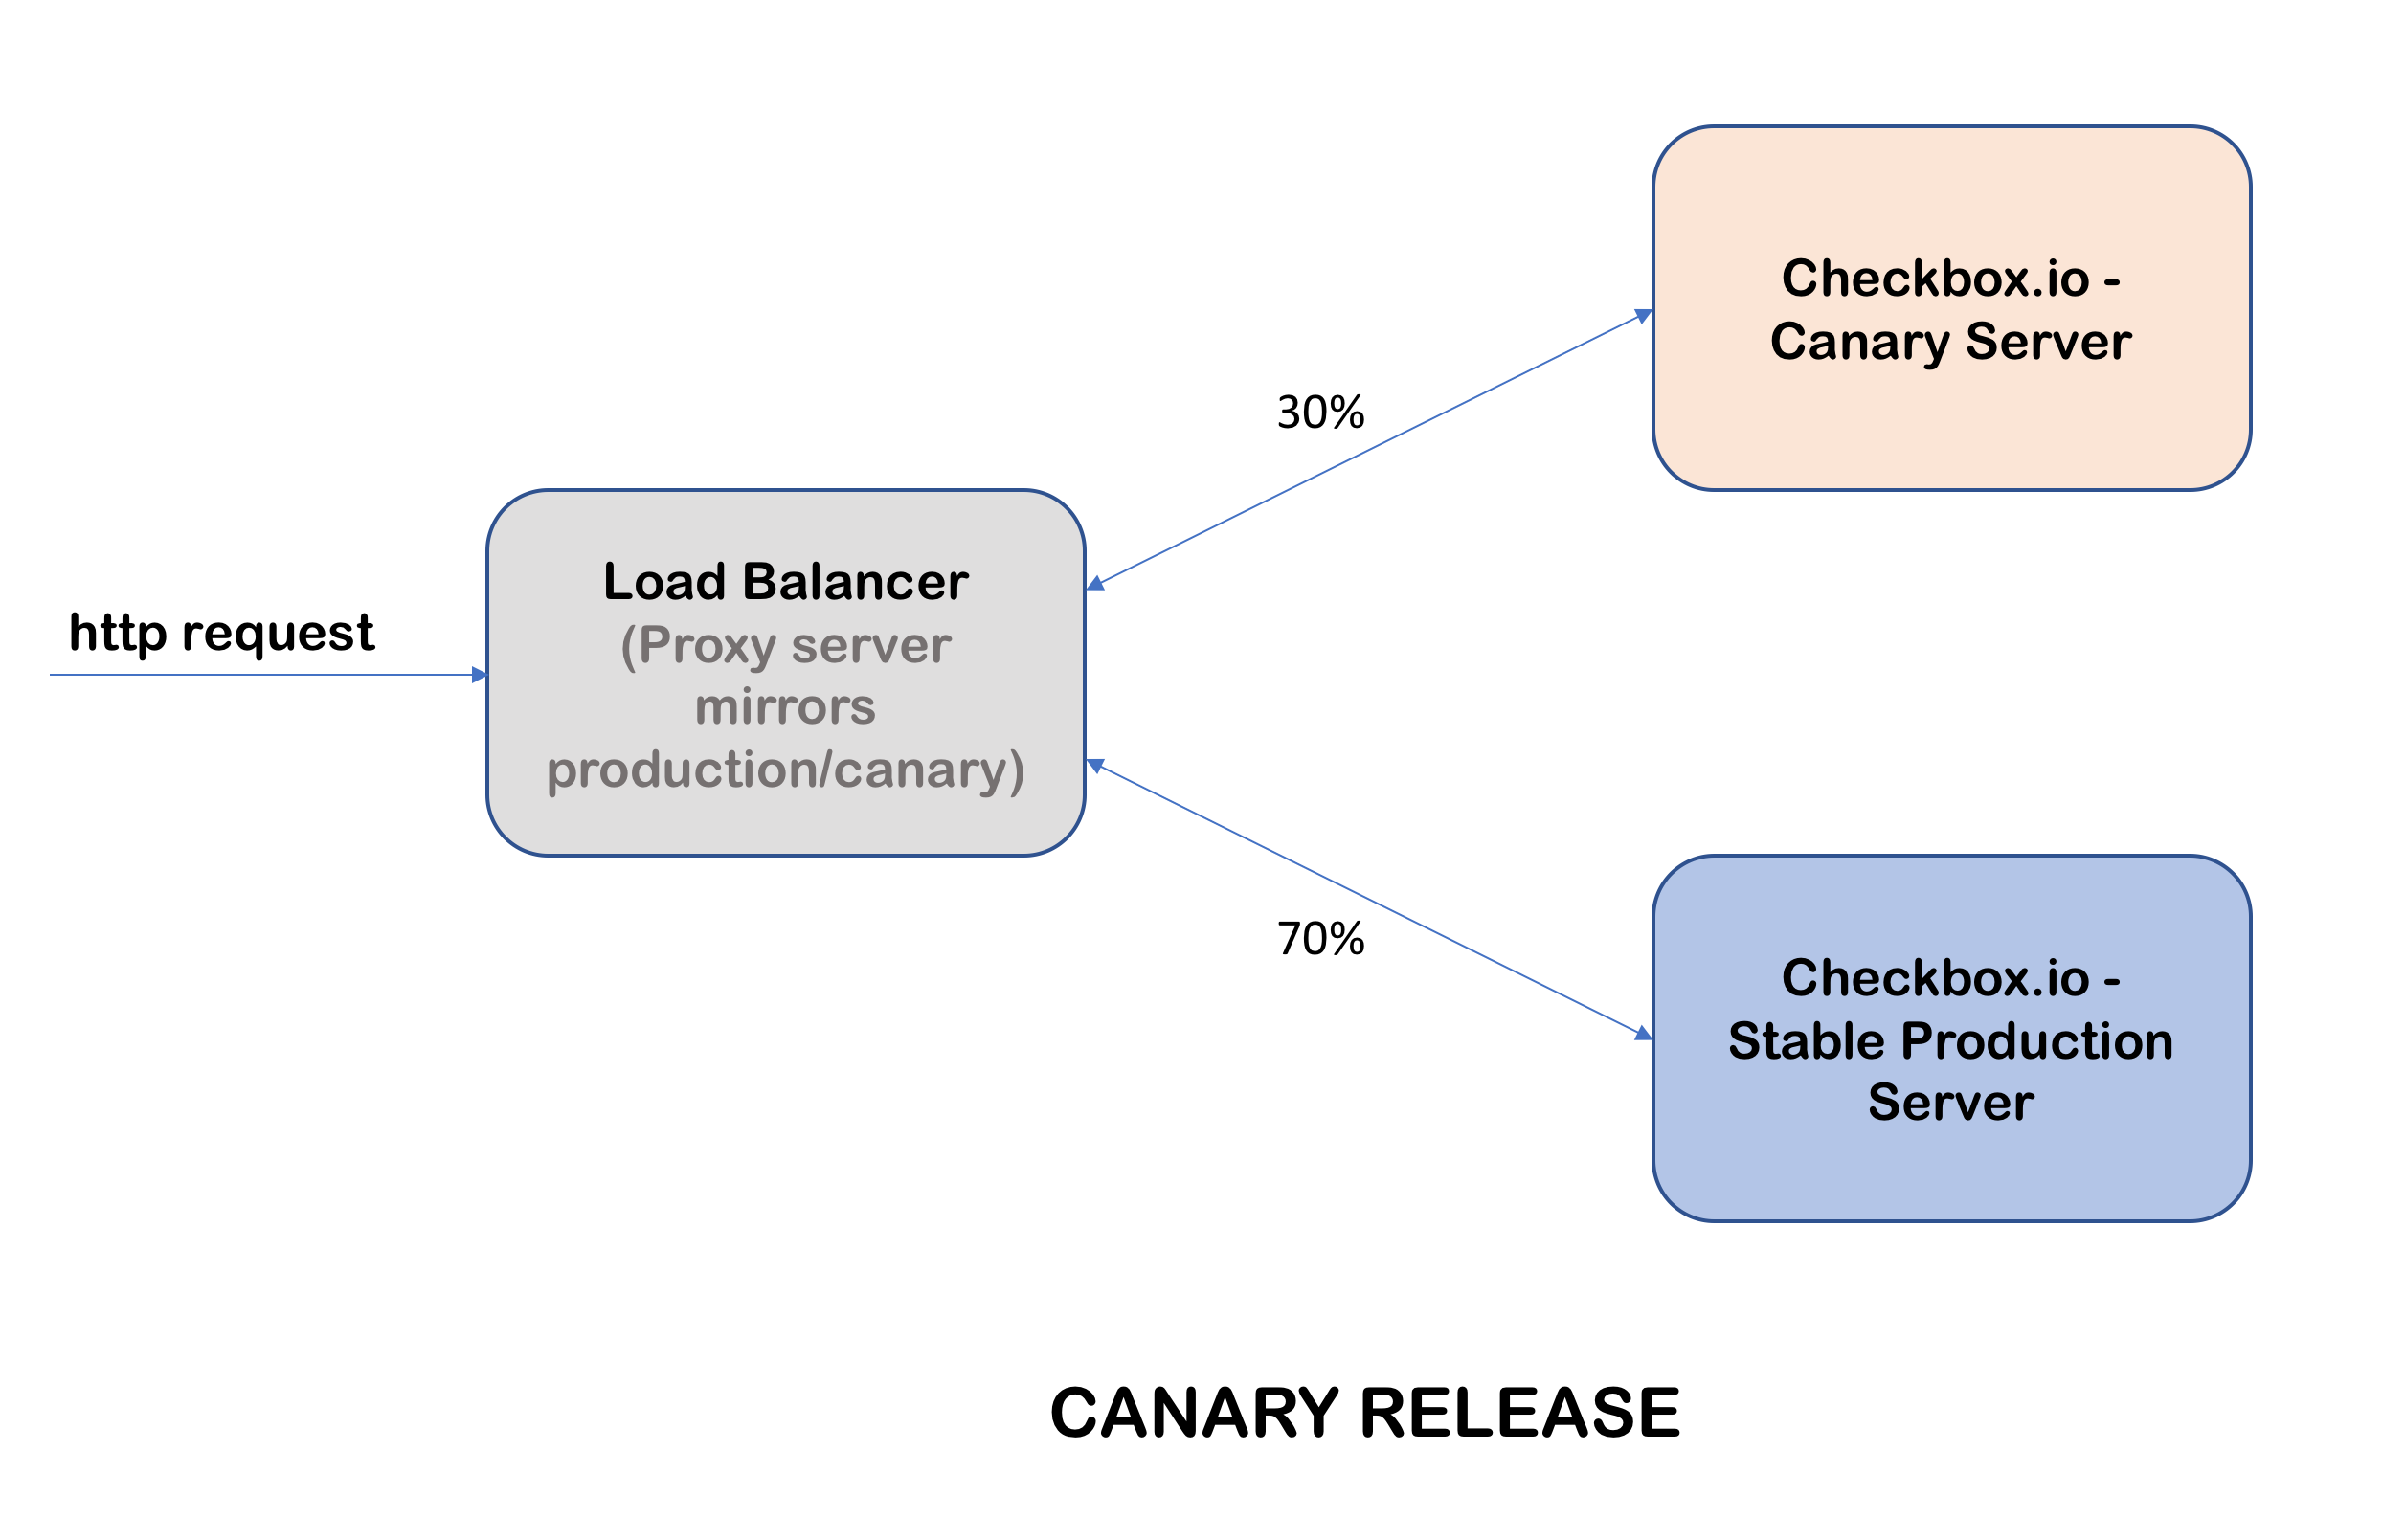 http request
Load Balancer
(Proxy server
mirrors
production/canary)
30%
70%
Checkbox.io -
Canary Server
Checkbox.io -
Stable Production
Server
CANARY RELEASE